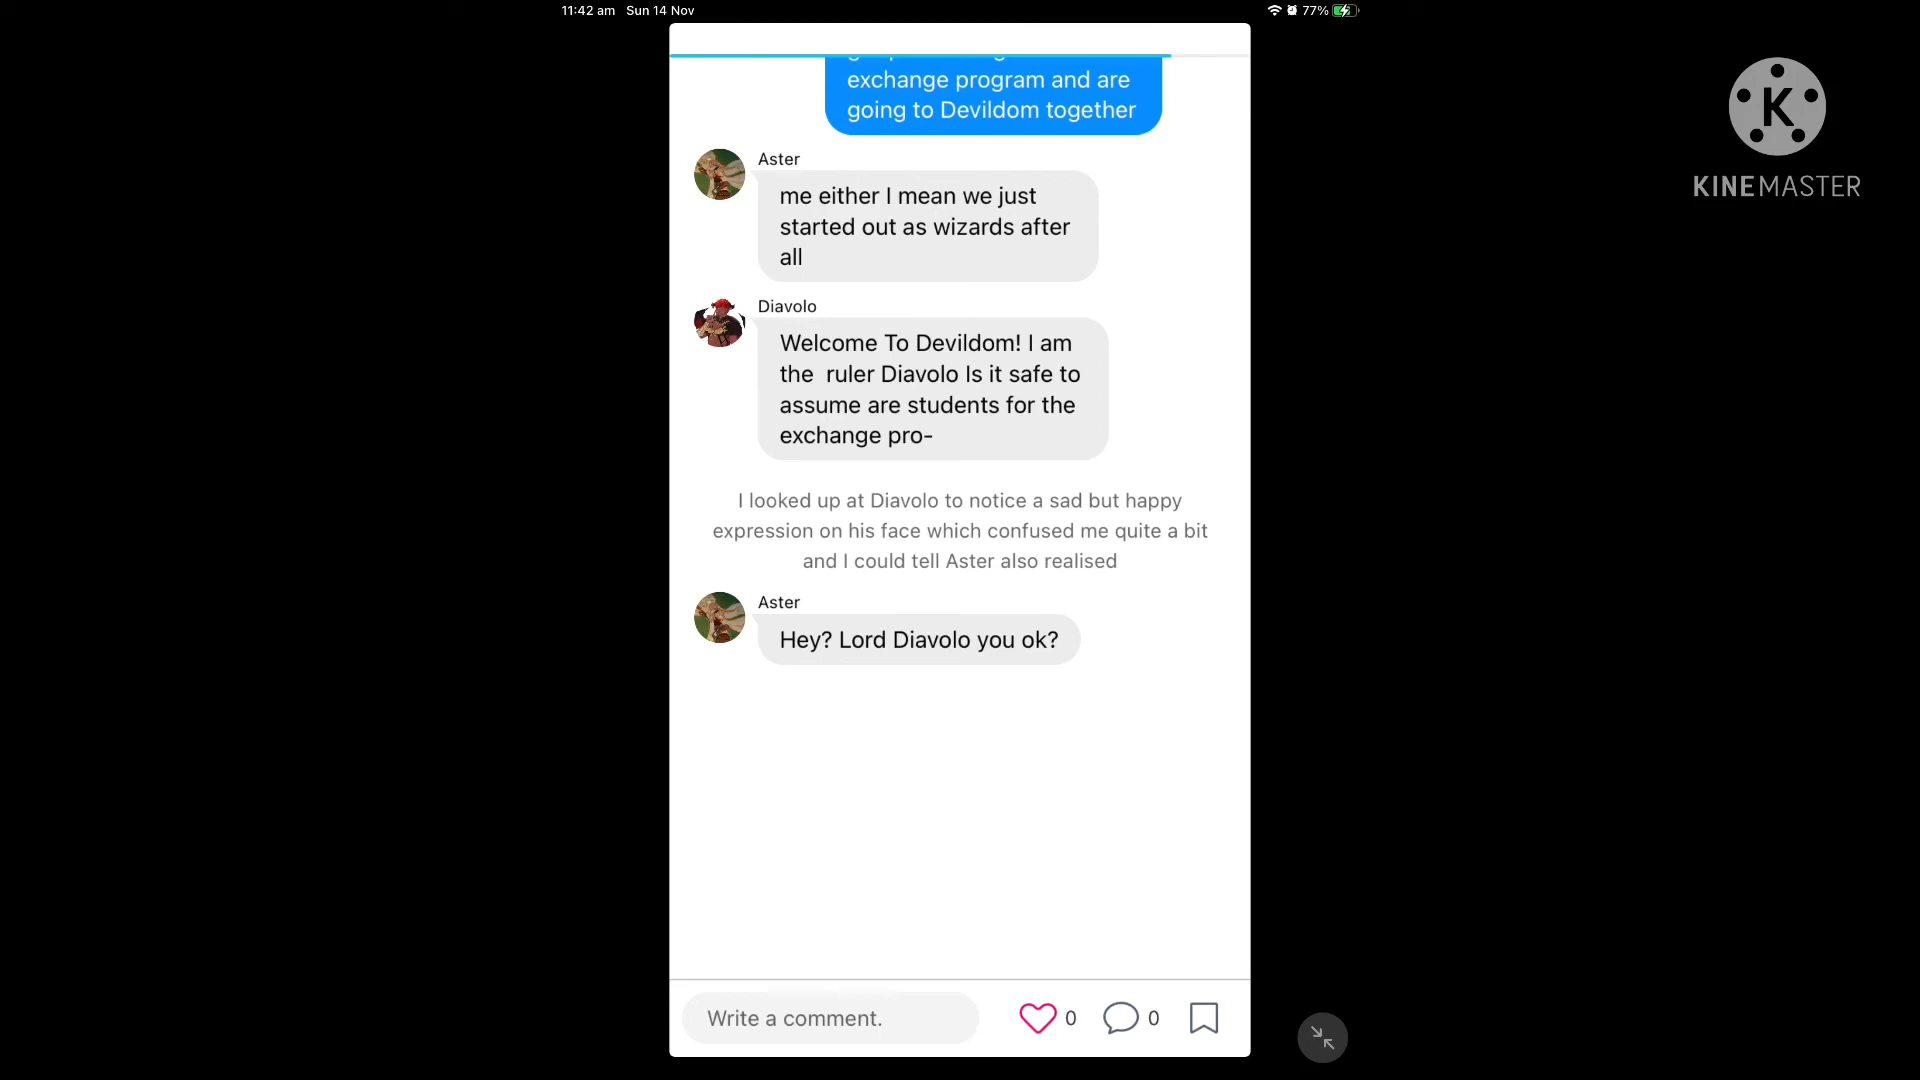 11:42 am Sun 14 Nov
77%
exchange program and are
going to Devildom together
Aster
me either I mean we just
started out as wizards after
all
Diavolo
Welcome To Devildom! I am
the  ruler Diavolo Is it safe to
assume are students for the
exchange pro-
I looked up at Diavolo to notice a sad but happy
expression on his face which confused me quite a bit
and I could tell Aster also realised
Aster
Hey? Lord Diavolo you ok?
Write a comment.
0
0
K
KINEMASTER